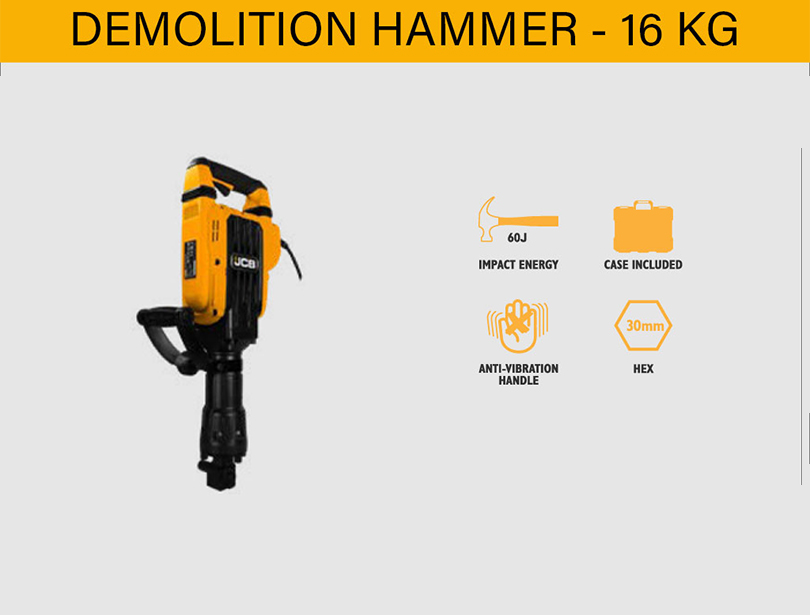 DEMOLITION HAMMER - 16 KG
JCB
60J
IMPACT ENERGY
CASE INCLUDED
30mm
ANTI-VIBRATION
HANDLE
HEX